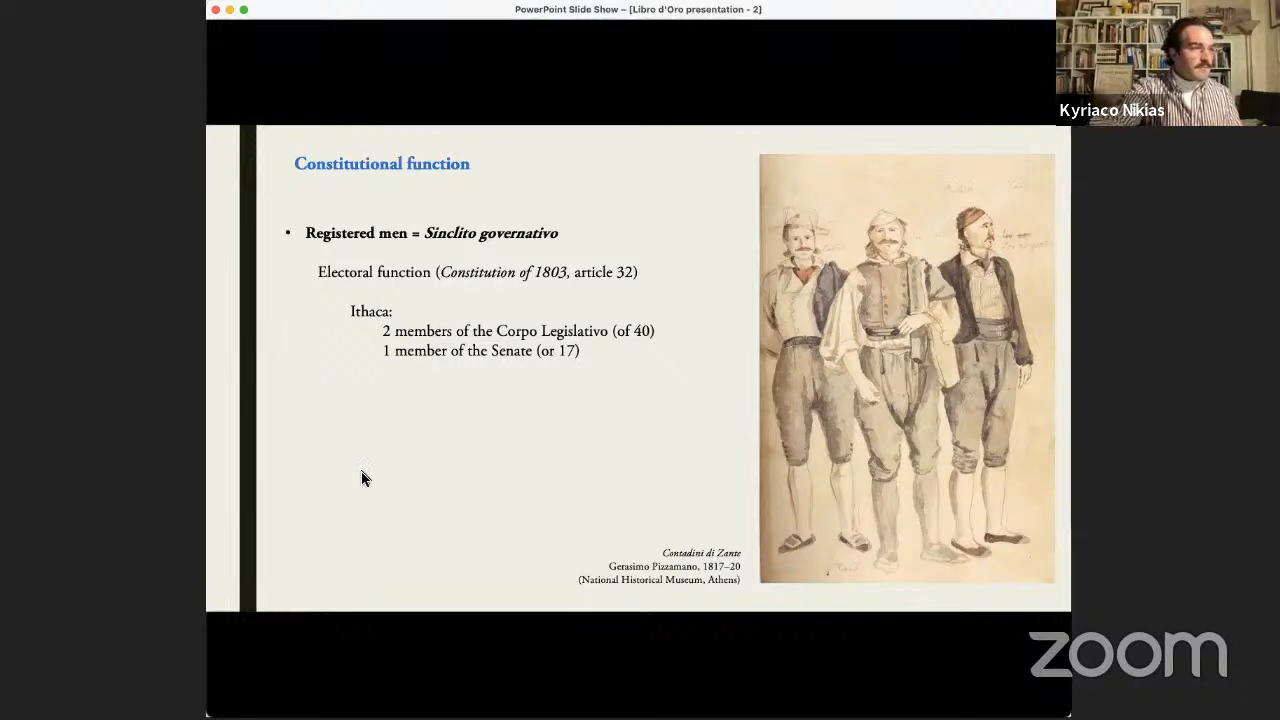 PowerPoint Slide Show – [Libro d'Oro presentation - 2]
Kyriaco Nikias
Constitutional function
• Registered men = Sinclito governativo
Electoral function (Constitution of 1803, article 32)
Ithaca:
2 members of the Corpo Legislativo (of 40)
1 member of the Senate (or 17)
Contadini di Zante
Gerasimo Pizzamano, 1817–20
(National Historical Museum, Athens)
zoom